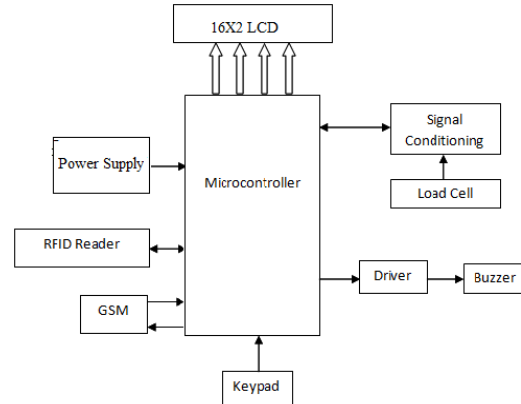 16X2 LCD
Signal
Conditioning
Power Supply
Microcontroller
Load Cell
RFID Reader
Driver
Buzzer
GSM
Keypad